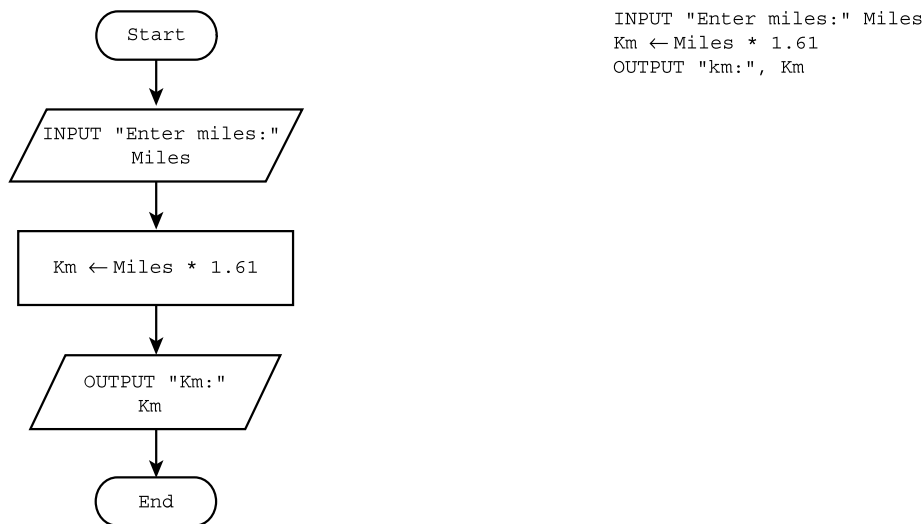 Start
INPUT "Enter miles:"
Miles
Km ← Miles * 1.61
OUTPUT "Km:"
Km
End
INPUT "Enter miles:" Miles
Km ← Miles * 1.61
OUTPUT "km:", Km